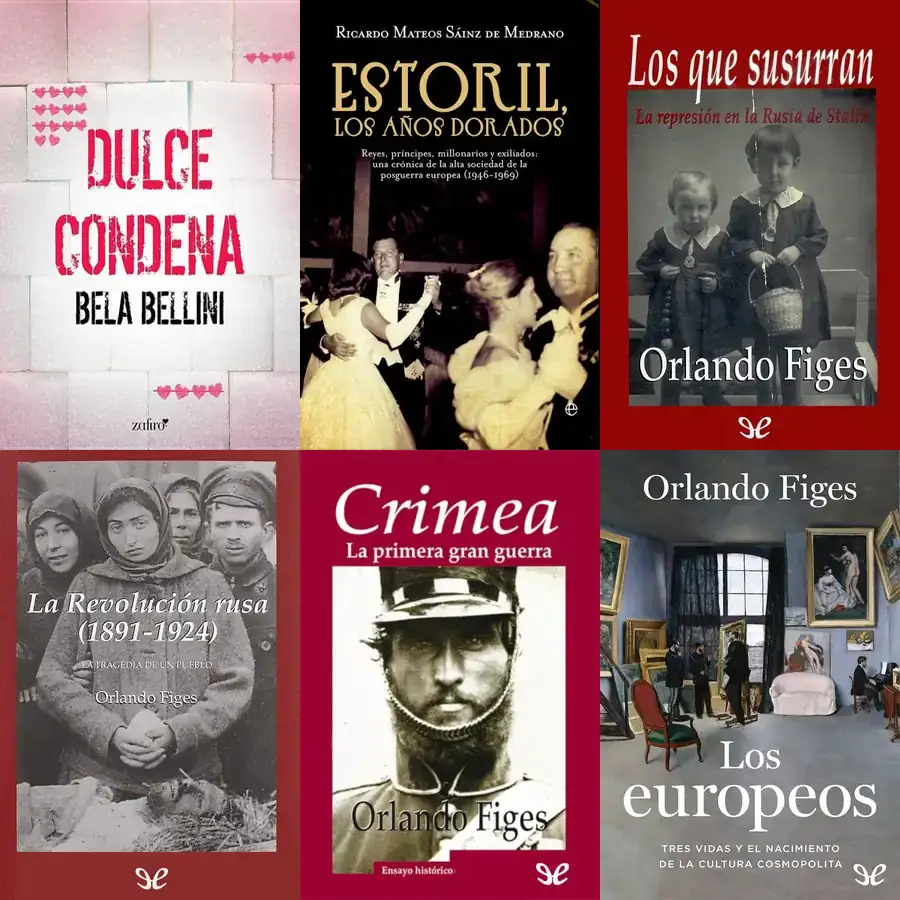 DULCE
CONDENA
BELA BELLINI
zafiro
RICARDO MATEOS SÁINZ DE MEDRANO
ESTORIL,
LOS AÑOS DORADOS
Reyes, príncipes, millonarios y exiliados:
una crónica de la alta sociedad de la
posguerra europea (1946-1969)
e
Los que susurran
La represión en la Rusia de Stalin
Orlando Figes
La Revolución rusa
(1891-1924)
LA TRAGEDIA DE UN PUEBLO
Orlando Figes
Crimea
La primera gran guerra
Orlando Figes
Ensayo histórico
Orlando Figes
Los
europeos
TRES VIDAS Y EL NACIMIENTO
DE LA CULTURA COSMOPOLITA